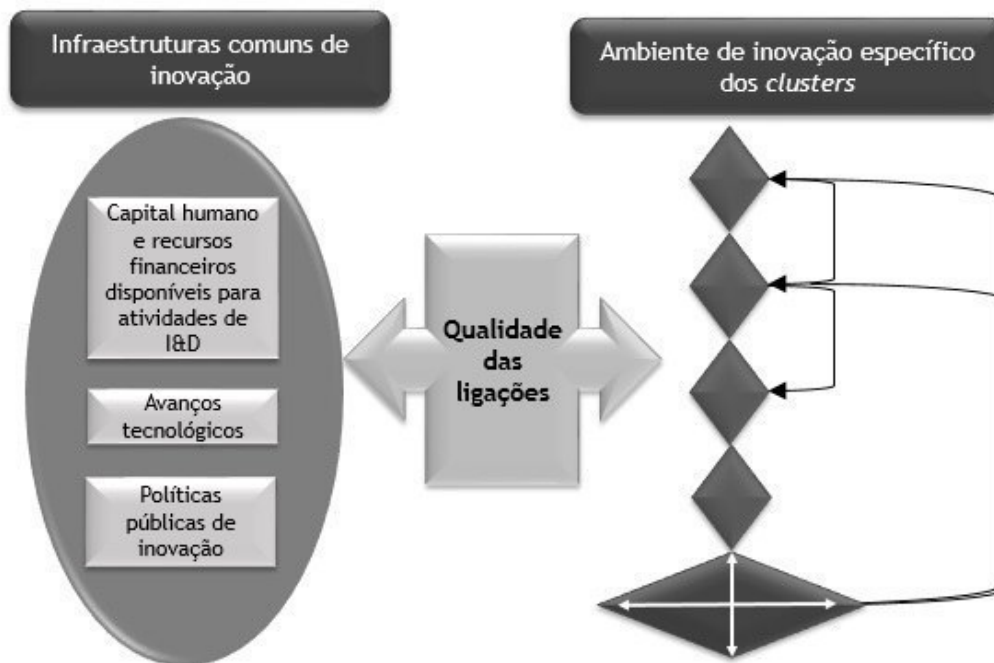 Infraestruturas comuns de
inovação
Ambiente de inovação específico
dos clusters
Capital humano
e recursos
financeiros
disponíveis para
atividades de
I&D
Avanços
tecnológicos
Políticas
públicas de
inovação
Qualidade
das
ligações